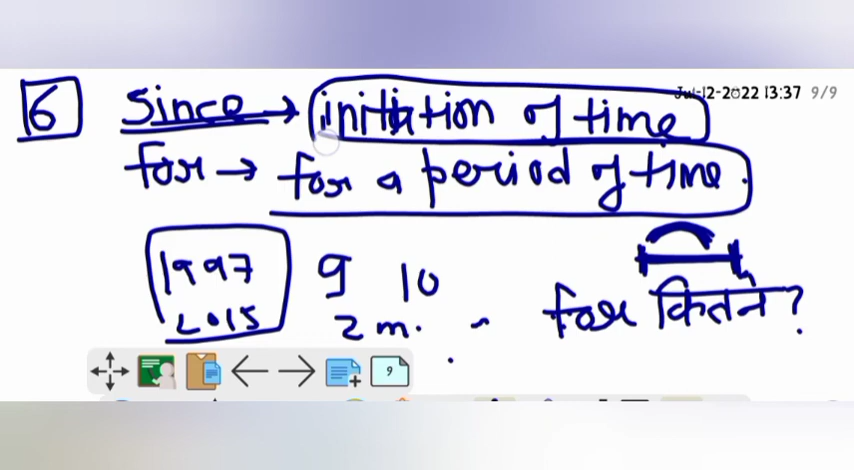 Jul-12-2022 13:37 9/9
6 Since → initiation of time
for → for a period of time.
1997 9 10
2015 2 m. for कितने?
9